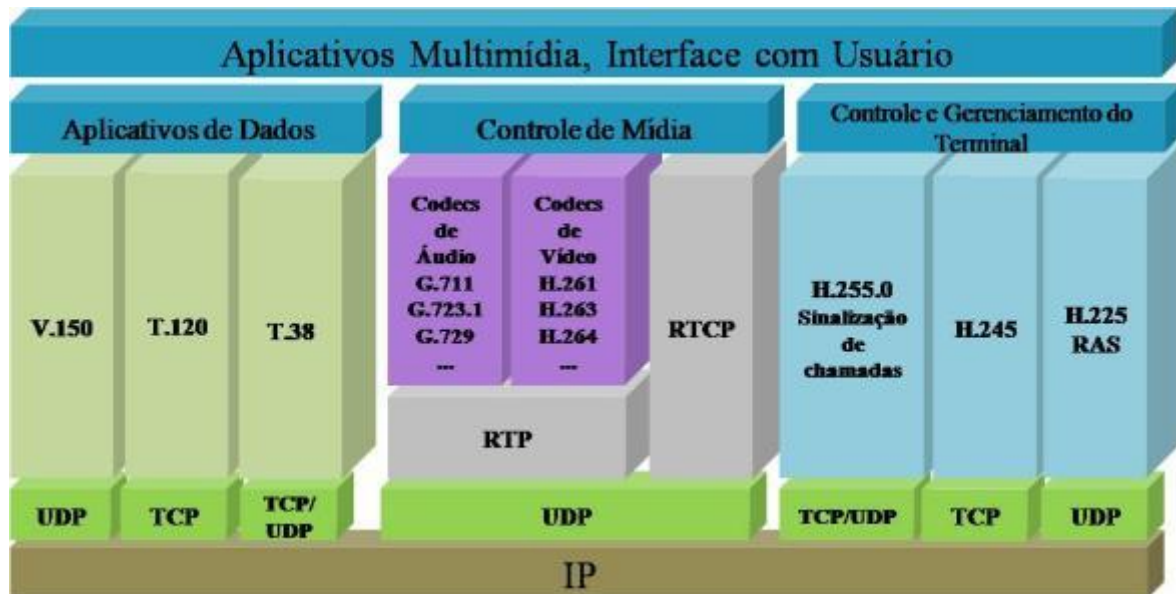 Aplicativos Multimídia, Interface com Usuário
Aplicativos de Dados
Controle de Mídia
Controle e Gerenciamento do
Terminal
V.150
T.120
T.38
Codecs
de
Áudio
G.711
G.723.1
G.729
...
Codecs
de
Vídeo
H.261
H.263
H.264
...
RTP
RTCP
H.255.0
Sinalização
de
chamadas
H.245
H.225
RAS
UDP
TCP
TCP/
UDP
UDP
TCP/UDP
TCP
UDP
IP